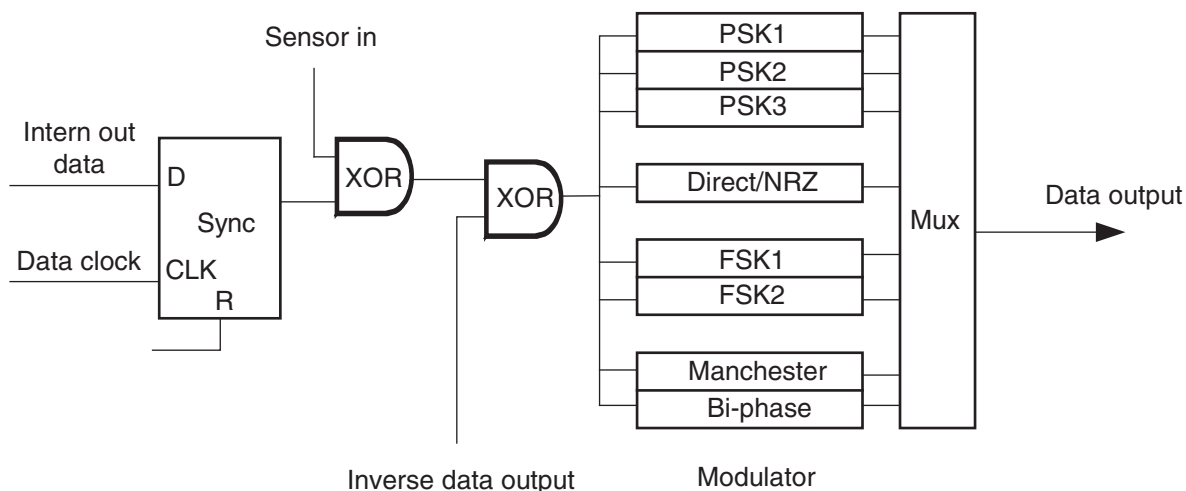 Sensor in
Intern out
data
D
Sync
Data clock
CLK
R
XOR
XOR
Inverse data output
PSK1
PSK2
PSK3
Direct/NRZ
FSK1
FSK2
Manchester
Bi-phase
Modulator
Mux
Data output